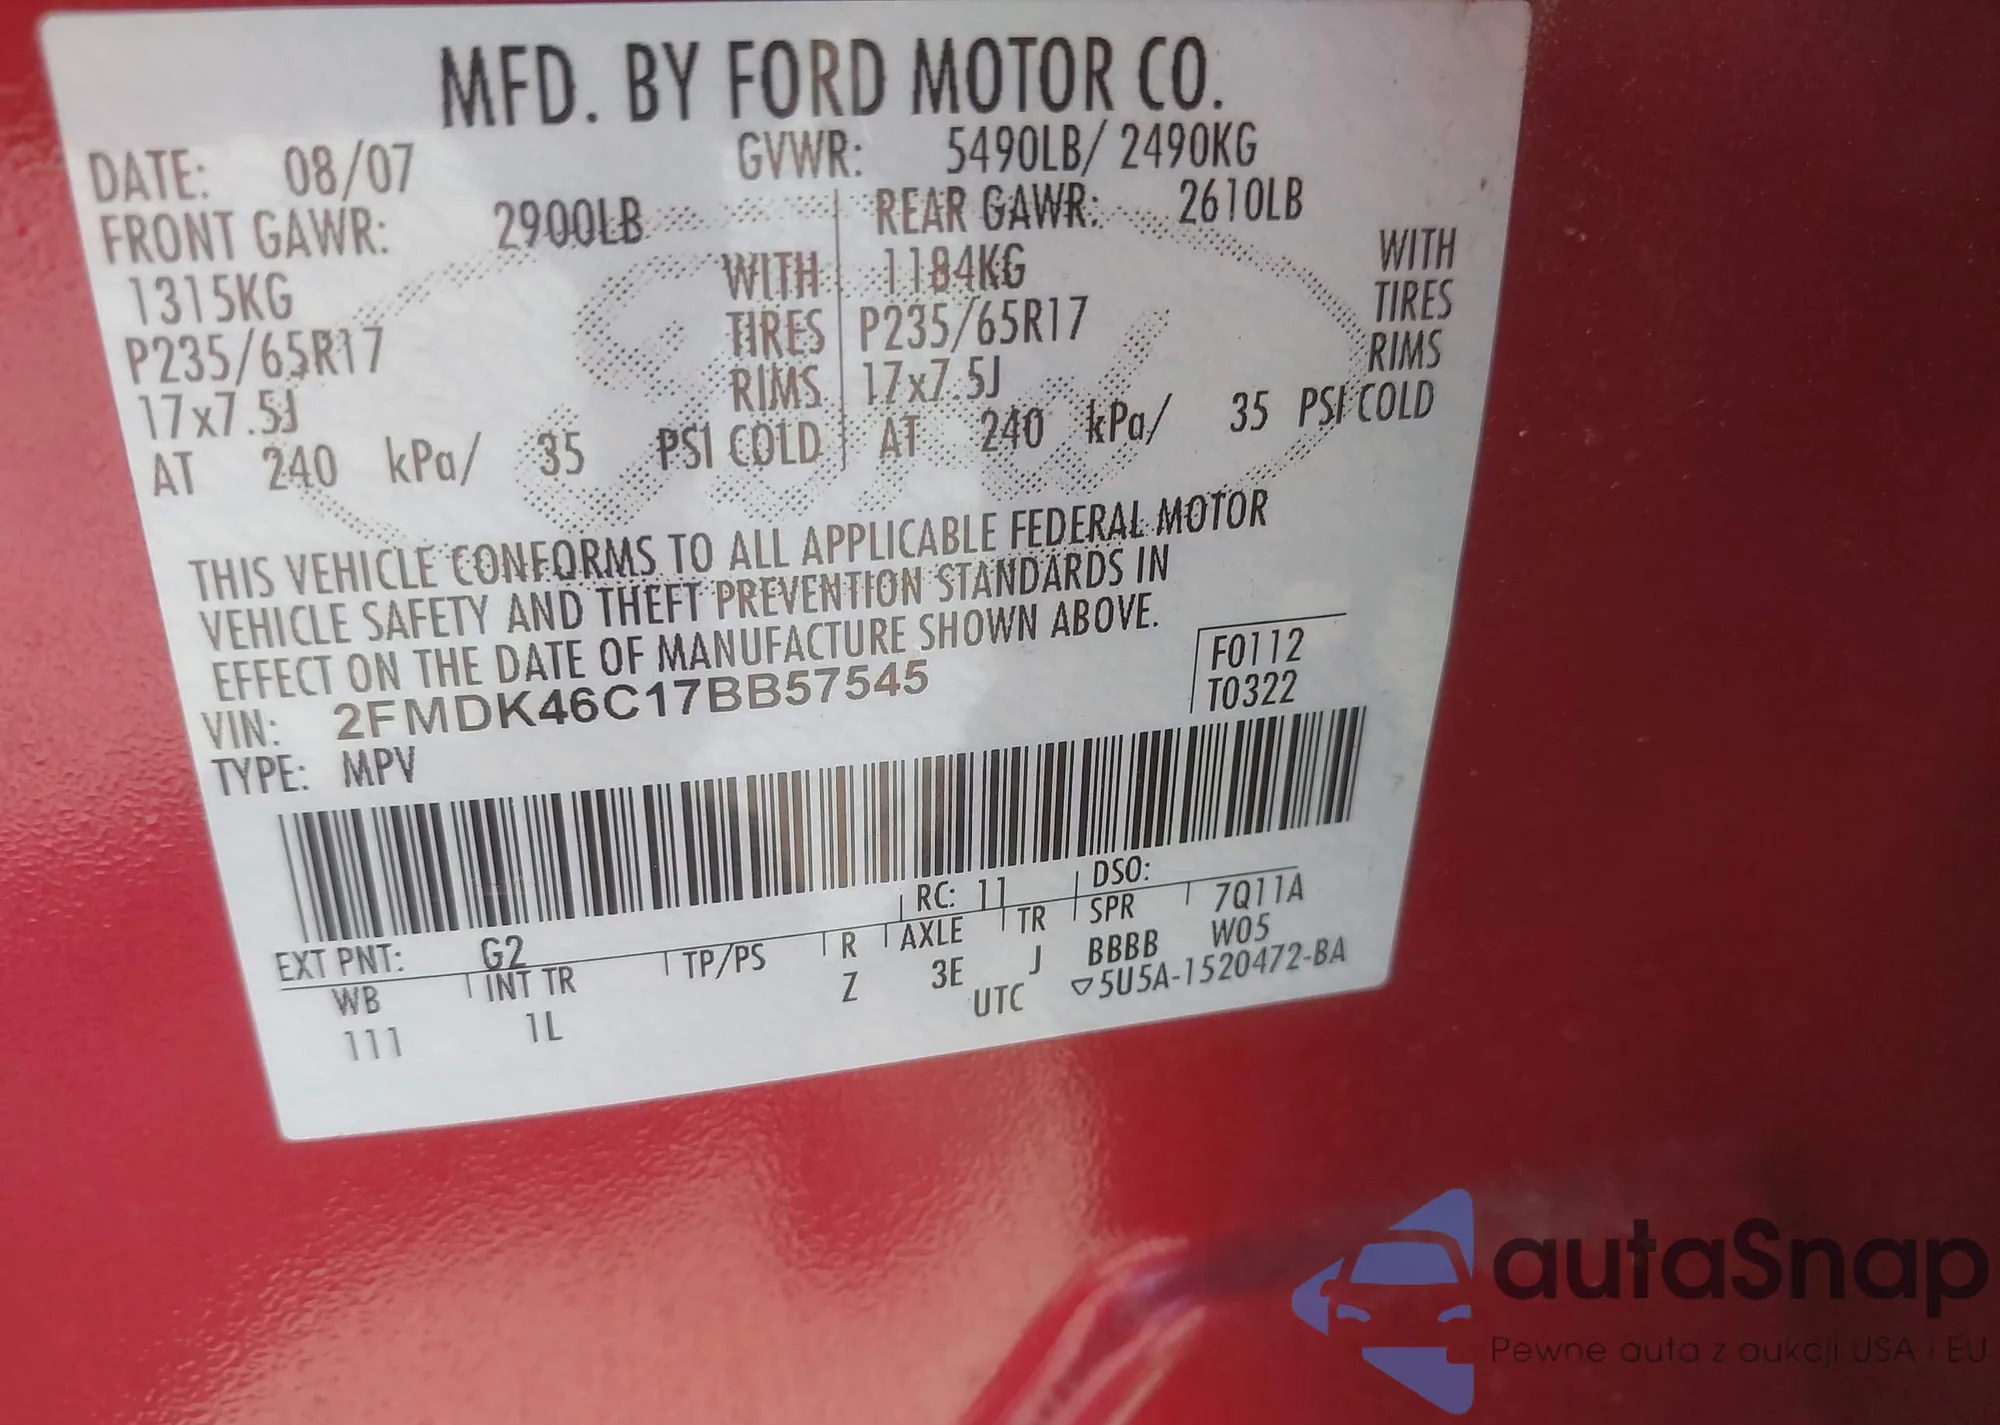 MFD. BY FORD MOTOR CO.
DATE: 08/07 GVWR: 5490LB/ 2490KG
FRONT GAWR: 2900LB REAR GAWR: 2610LB
1315KG WITH 1184KG WITH
P235/65R17 TIRES P235/65R17 TIRES
17x7.5J RIMS 17x7.5J RIMS
AT 240 kPa/ 35 PSI COLD AT 240 kPa/ 35 PSI COLD
THIS VEHICLE CONFORMS TO ALL APPLICABLE FEDERAL MOTOR
VEHICLE SAFETY AND THEFT PREVENTION STANDARDS IN
EFFECT ON THE DATE OF MANUFACTURE SHOWN ABOVE.
VIN: 2FMDK46C17BB57545
F0112
T0322
TYPE: MPV
EXT PNT: G2 RC: 11 DSO:
WB INT TR TP/PS R AXLE TR SPR 7Q11A
111 1L Z 3E J BBBB W05
UTC ▽5U5A-1520472-BA
autaSnap
Pewne auta z aukcji USA i EU